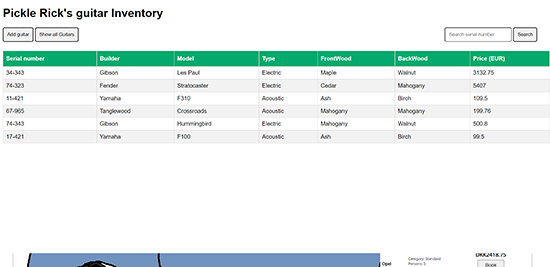 Pickle Rick's guitar Inventory
Add guitar Show all Guitars Search serial number Search
Serial number Builder Model Type FrontWood BackWood Price (EUR)
34-343 Gibson Les Paul Electric Maple Walnut 3132.75
74-323 Fender Stratocaster Electric Cedar Mahogany 5407
11-421 Yamaha F310 Acoustic Ash Birch 109.5
67-965 Tanglewood Crossroads Acoustic Mahogany Mahogany 199.76
74-343 Gibson Hummingbird Electric Mahogany Walnut 500.8
17-421 Yamaha F100 Acoustic Ash Birch 99.5
Category: Standard DKK2418.75
Opel Persons: 5 Book